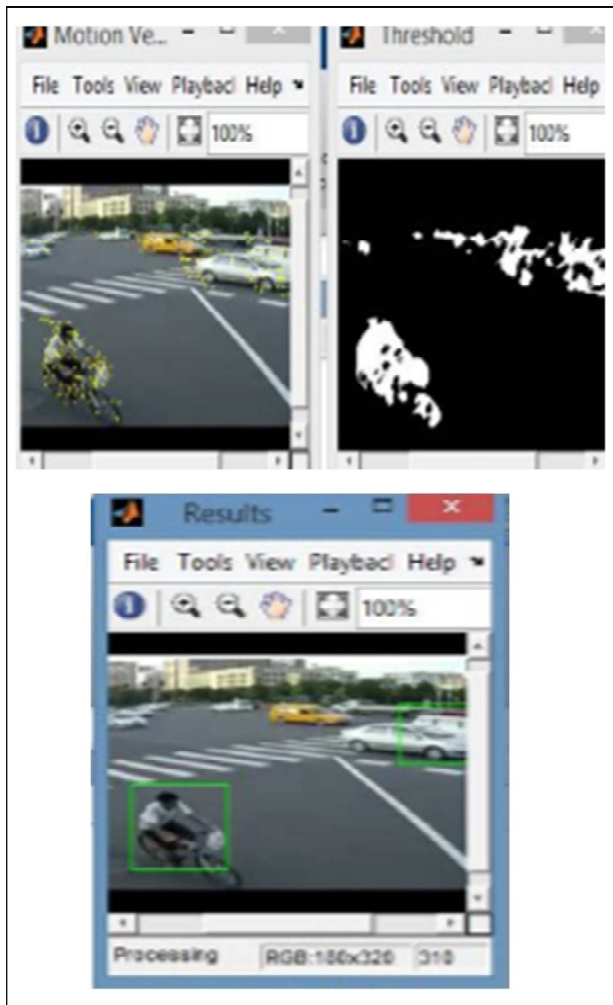 Motion Ve...
File Tools View Playbacl Help
100%
Threshold
File Tools View Playbacl Help
100%
Results
File Tools View Playbacl Help
100%
Processing RGB:180x320 310